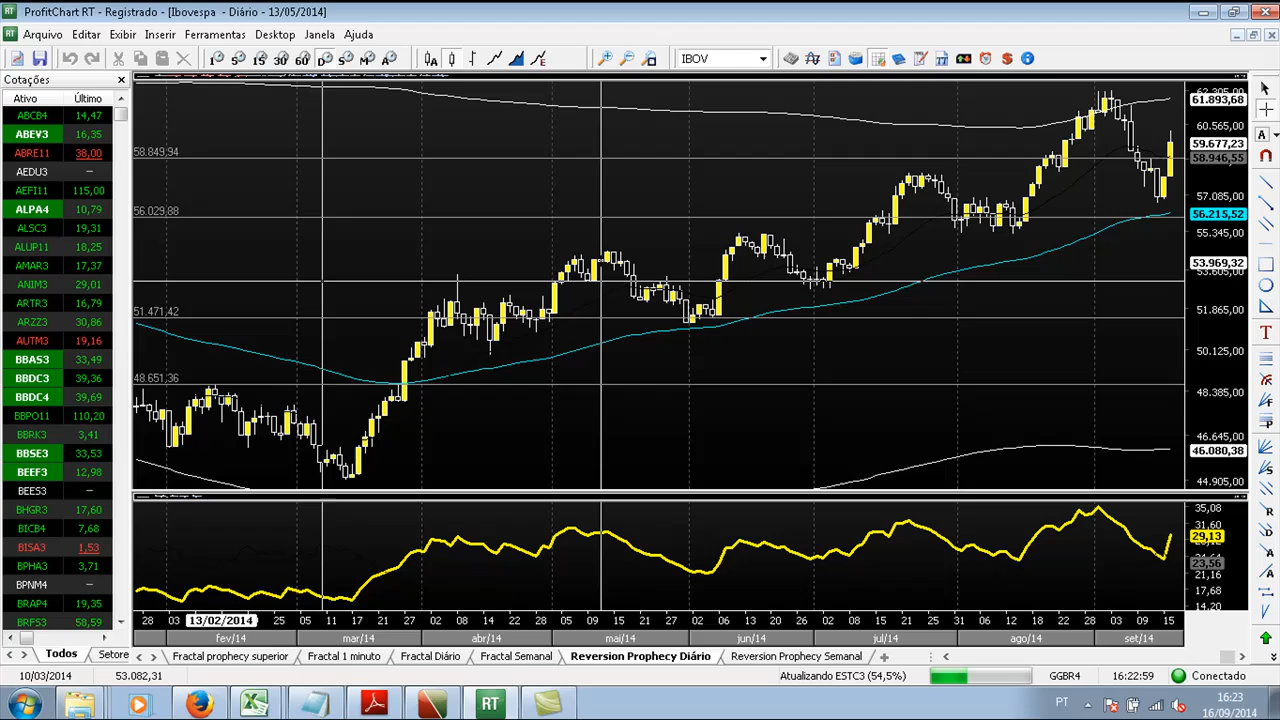 ProfitChart RT - Registrado - [Ibovespa - Diário - 13/05/2014]
Arquivo Editar Exibir Inserir Ferramentas Desktop Janela Ajuda
1 5 15 30 60 D S M A IBOV
Cotações
Ativo Último
ABCB4 14,47
ABEV3 16,35
ABRE11 38,00
AEDU3 –
AEFI11 115,00
ALPA4 10,79
ALSC3 19,31
ALUP11 18,25
AMAR3 17,37
ANIM3 29,01
ARTR3 16,79
ARZZ3 30,86
AUTM3 19,16
BBAS3 33,49
BBDC3 39,36
BBDC4 39,69
BBPO11 110,20
BBRK3 3,41
BBSE3 33,53
BEEF3 12,98
BEES3 –
BHGR3 17,60
BICB4 7,68
BISA3 1,53
BPHA3 3,71
BPNM4 –
BRAP4 19,35
BRFS3 58,59
58.849,94
56.029,88
51.471,42
48.651,36
62.305,00
61.893,68
60.565,00
59.677,23
58.946,55
57.085,00
56.215,52
55.345,00
53.969,32
53.605,00
51.865,00
50.125,00
48.385,00
46.645,00
46.080,38
44.905,00
35,08
31,60
29,13
23,56
21,16
17,68
14,20
28 03 13/02/2014 25 05 11 17 21 27 02 08 14 22 28 05 09 15 21 27 02 06 12 20 26 02 08 15 21 25 31 06 12 18 22 28 03 09 15
fev/14 mar/14 abr/14 mai/14 jun/14 jul/14 ago/14 set/14
Todos Setore Fractal prophecy superior Fractal 1 minuto Fractal Diário Fractal Semanal Reversion Prophecy Diário Reversion Prophecy Semanal
10/03/2014 53.082,31 Atualizando ESTC3 (54,5%) GGBR4 16:22:59 Conectado
PT 16:23
16/09/2014